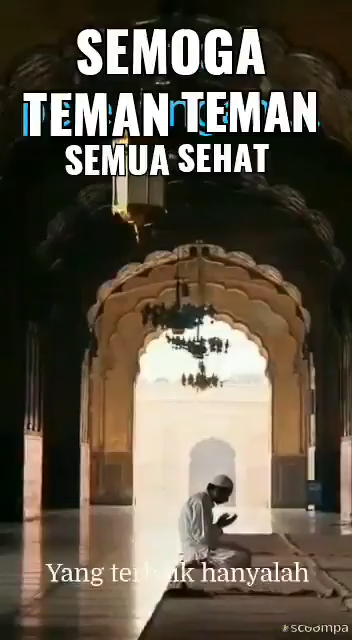 SEMOGA
TEMAN TEMAN
SEMUA SEHAT
Yang terbaik hanyalah
scoompa